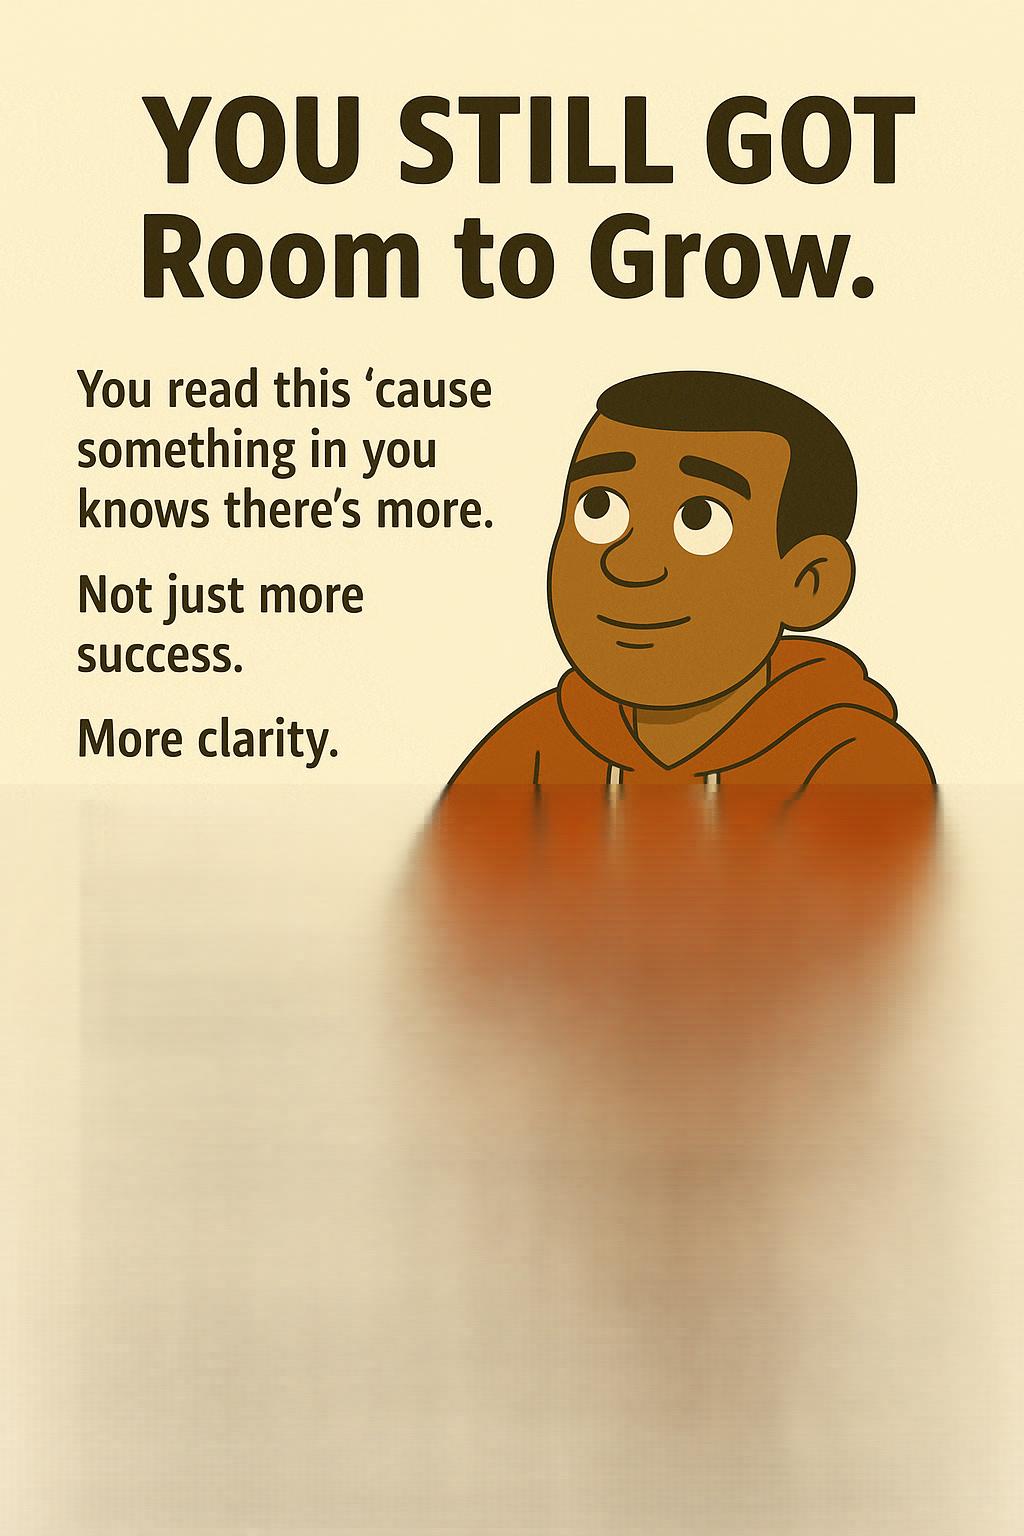 YOU STILL GOT
Room to Grow.
You read this ‘cause
something in you
knows there’s more.
Not just more
success.
More clarity.